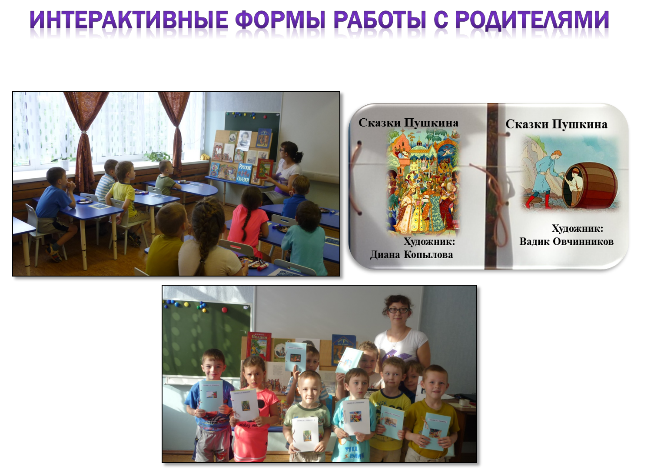 ИНТЕРАКТИВНЫЕ ФОРМЫ РАБОТЫ С РОДИТЕЛЯМИ
Сказки Пушкина
Художник:
Диана Копылова
Сказки Пушкина
Художник:
Вадик Овчинников